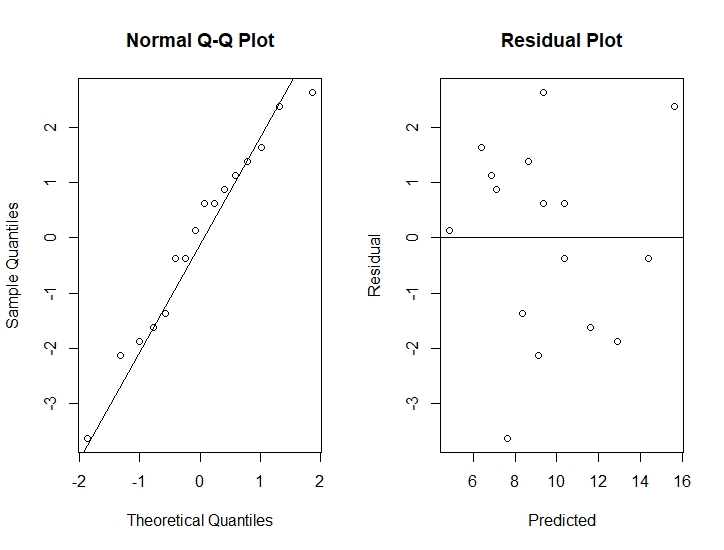 Normal Q-Q Plot
Sample Quantiles
2
1
0
-1
-2
-3
-2 -1 0 1 2
Theoretical Quantiles
Residual Plot
Residual
2
1
0
-1
-2
-3
6 8 10 12 14 16
Predicted